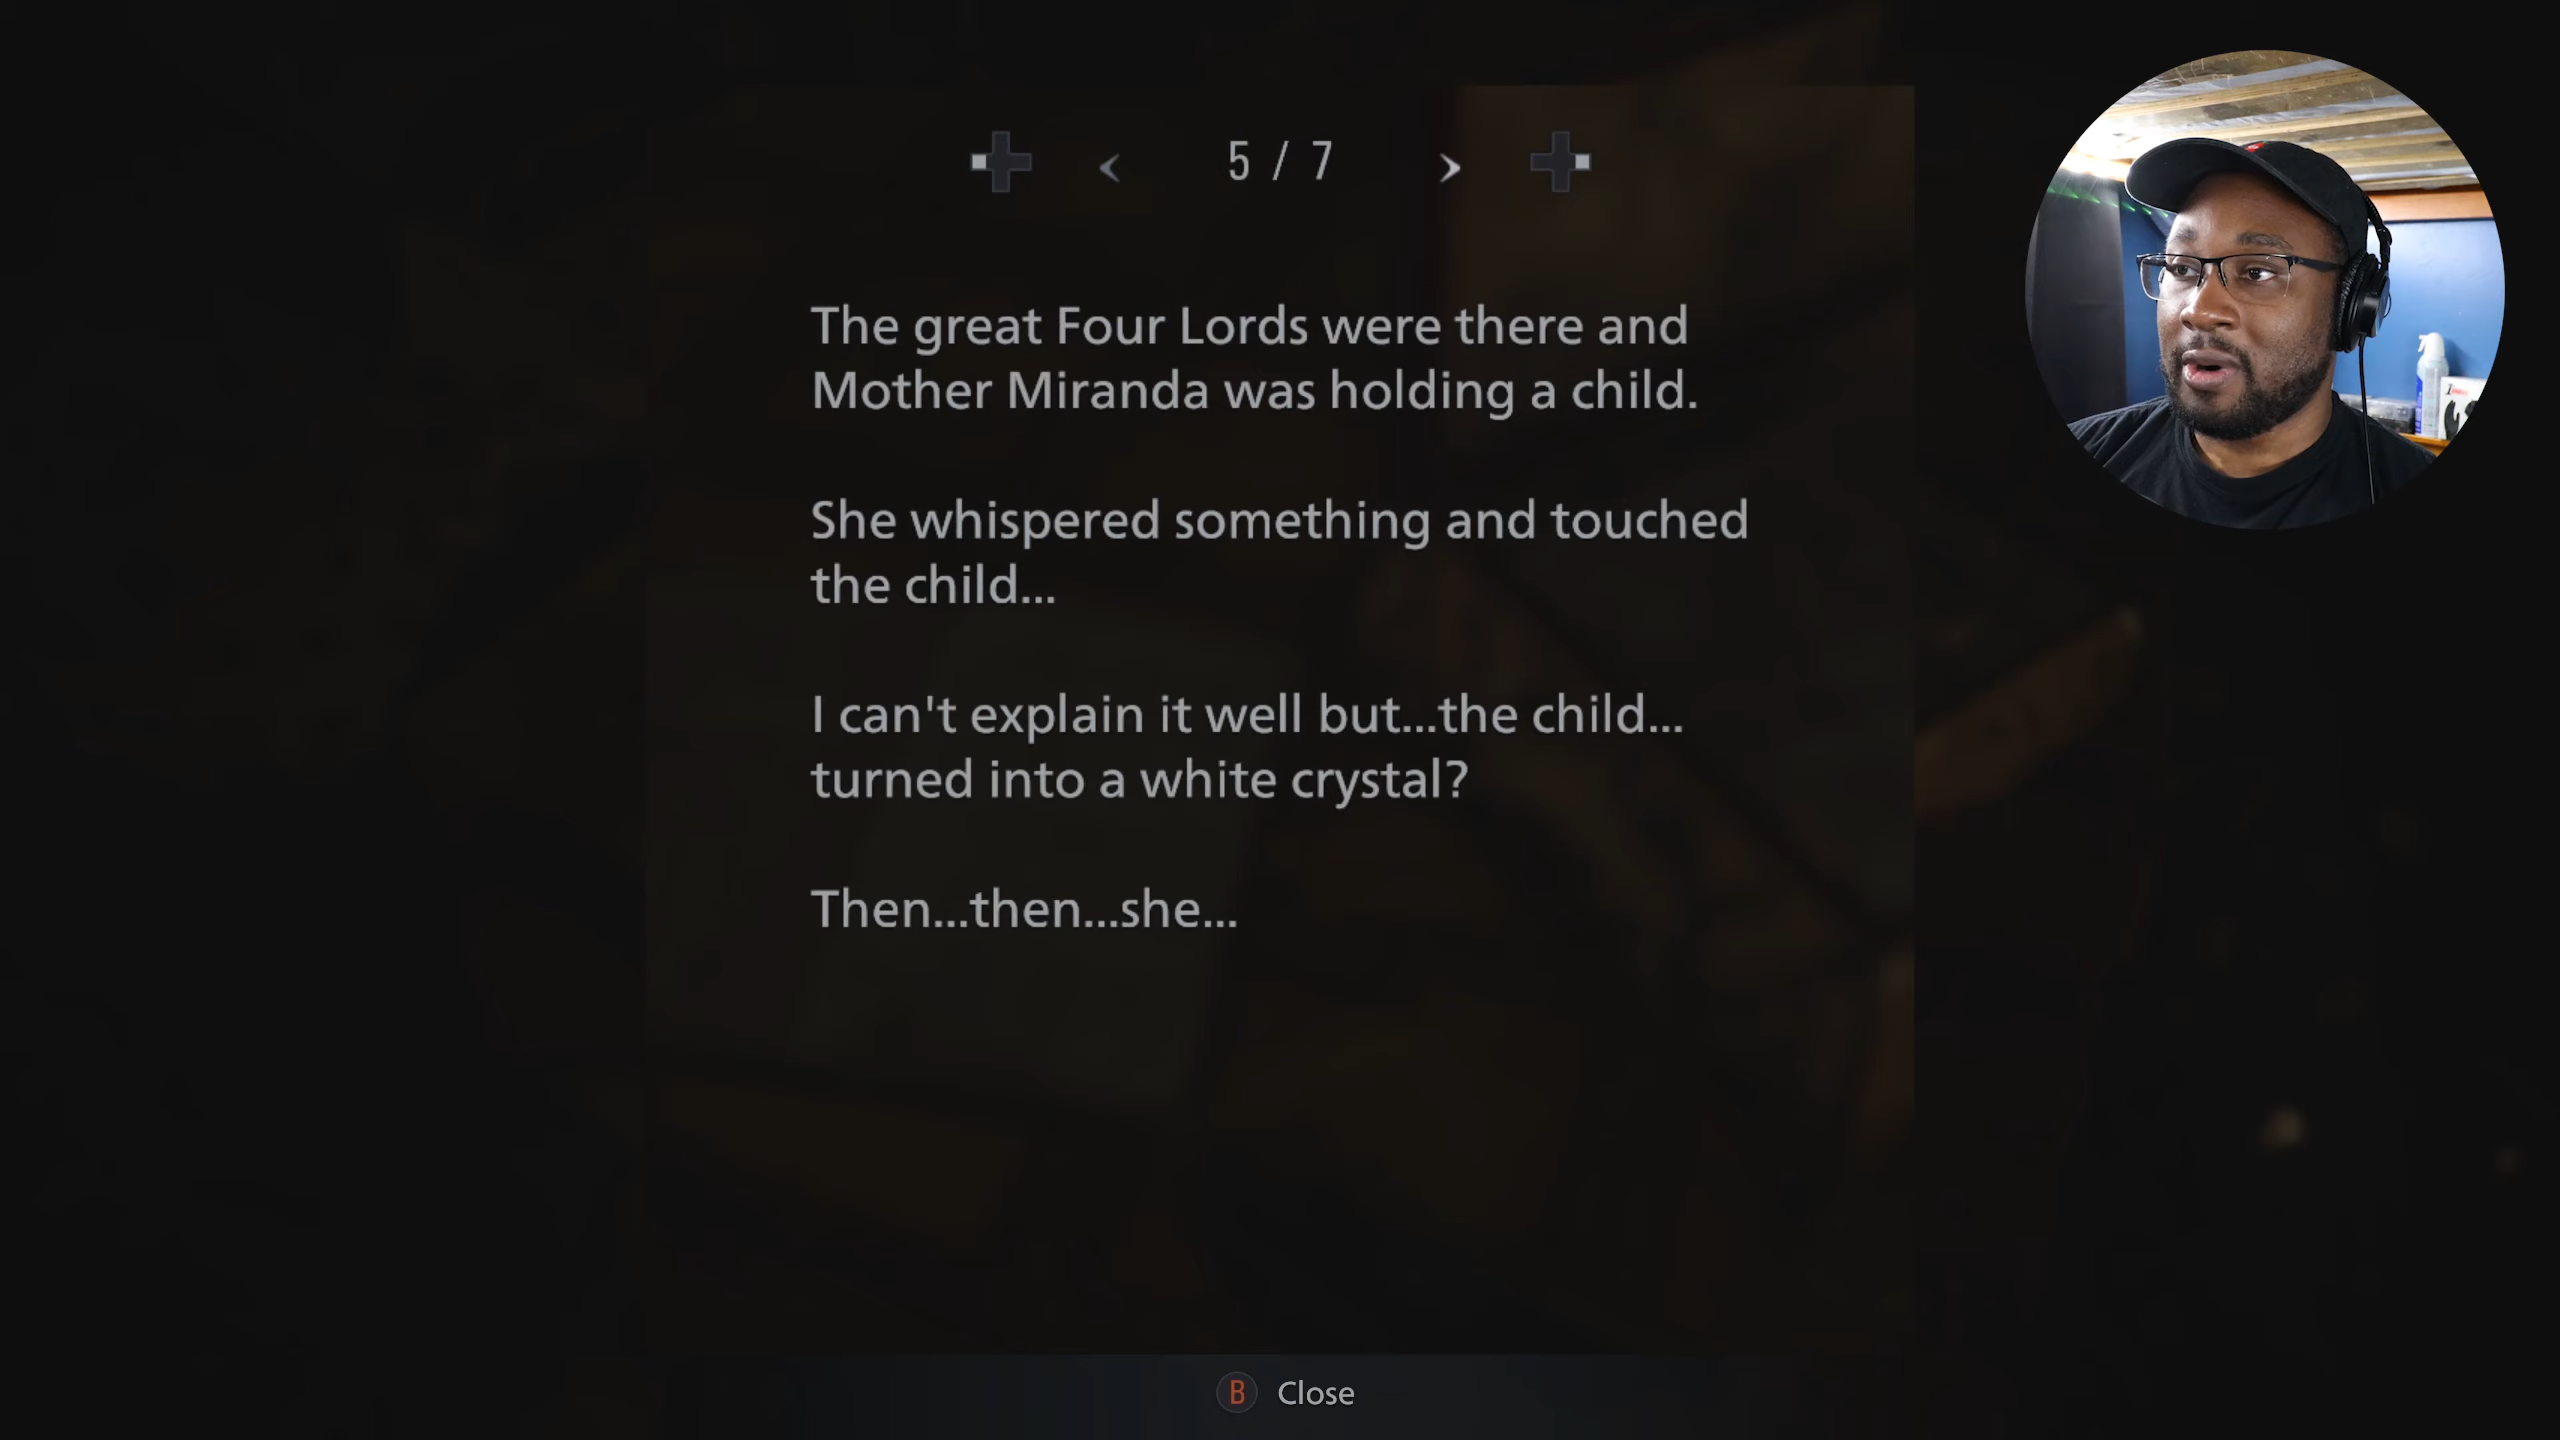 < 5 / 7 >
The great Four Lords were there and
Mother Miranda was holding a child.
She whispered something and touched
the child...
I can't explain it well but...the child...
turned into a white crystal?
Then...then...she...
B Close